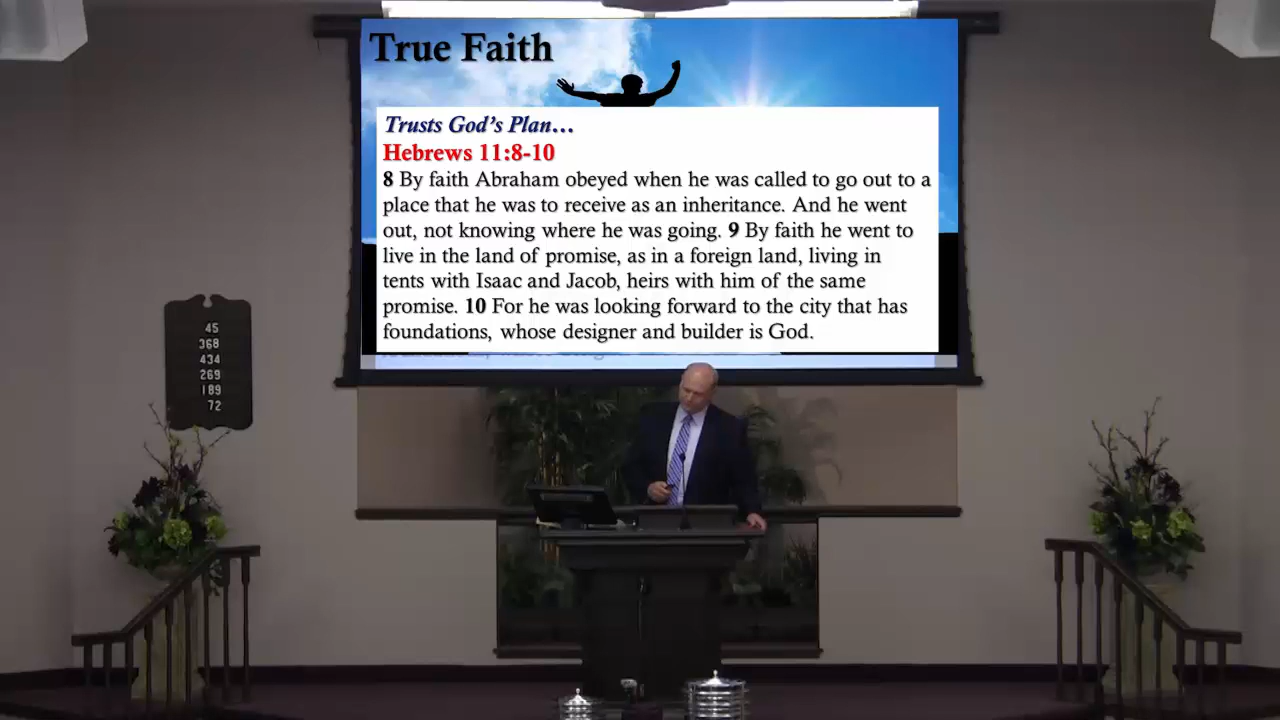 True Faith
Trusts God's Plan...
Hebrews 11:8-10
8 By faith Abraham obeyed when he was called to go out to a
place that he was to receive as an inheritance. And he went
out, not knowing where he was going. 9 By faith he went to
live in the land of promise, as in a foreign land, living in
tents with Isaac and Jacob, heirs with him of the same
promise. 10 For he was looking forward to the city that has
foundations, whose designer and builder is God.
45
368
434
269
189
72